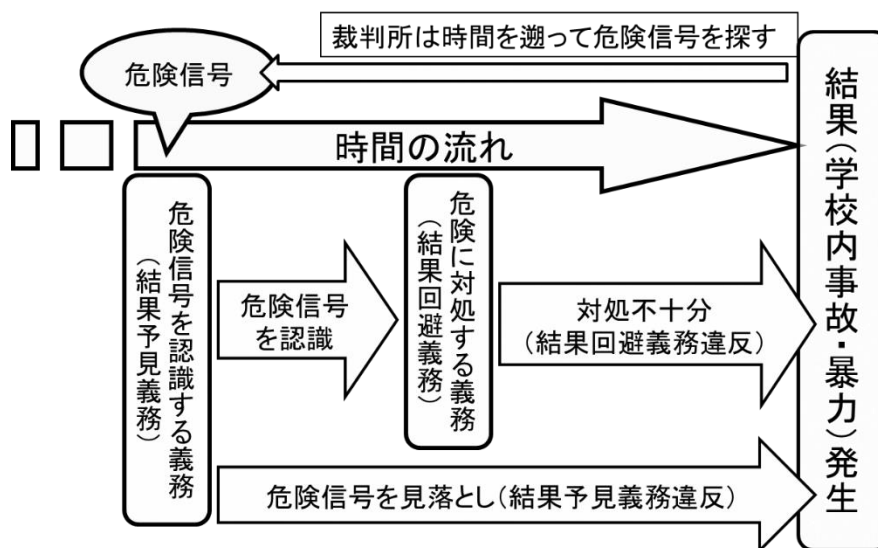 裁判所は時間を遡って危険信号を探す
危険信号
時間の流れ
危険信号を認識する義務
(結果予見義務)
危険信号
を認識
危険に対処する義務
(結果回避義務)
対処不十分
(結果回避義務違反)
危険信号を見落とし(結果予見義務違反)
結果(学校内事故・暴力)発生